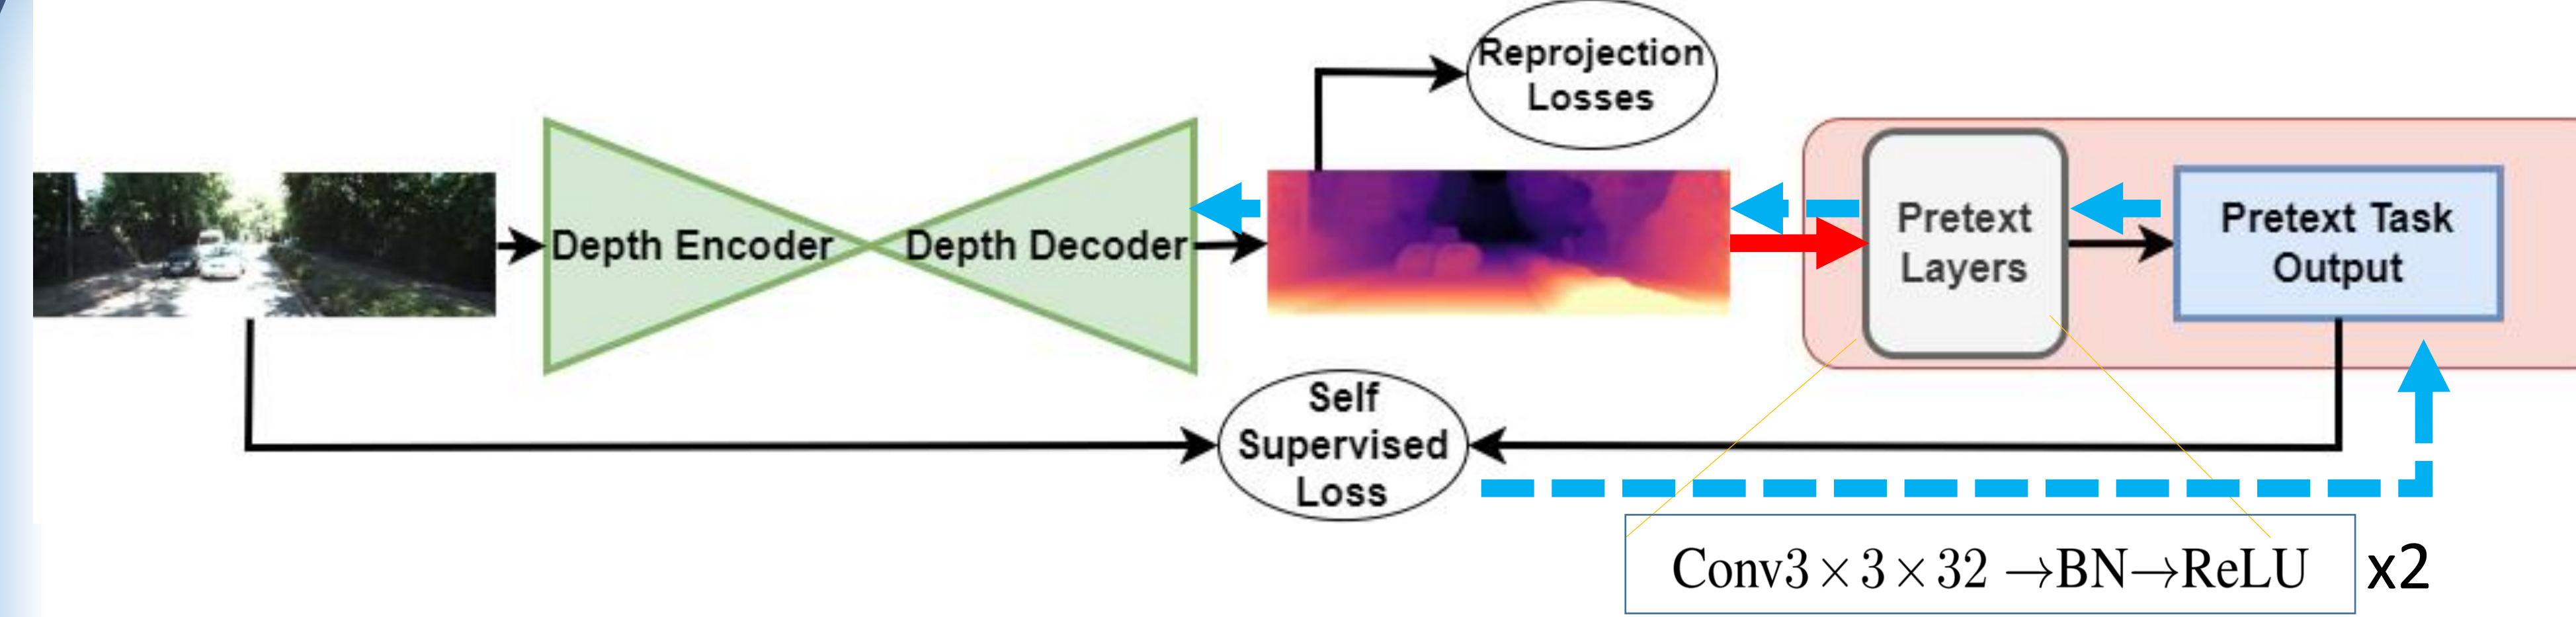 Reprojection
Losses
Depth Encoder
Depth Decoder
Pretext
Layers
Pretext Task
Output
Self
Supervised
Loss
Conv3×3×32→BN→ReLU x2